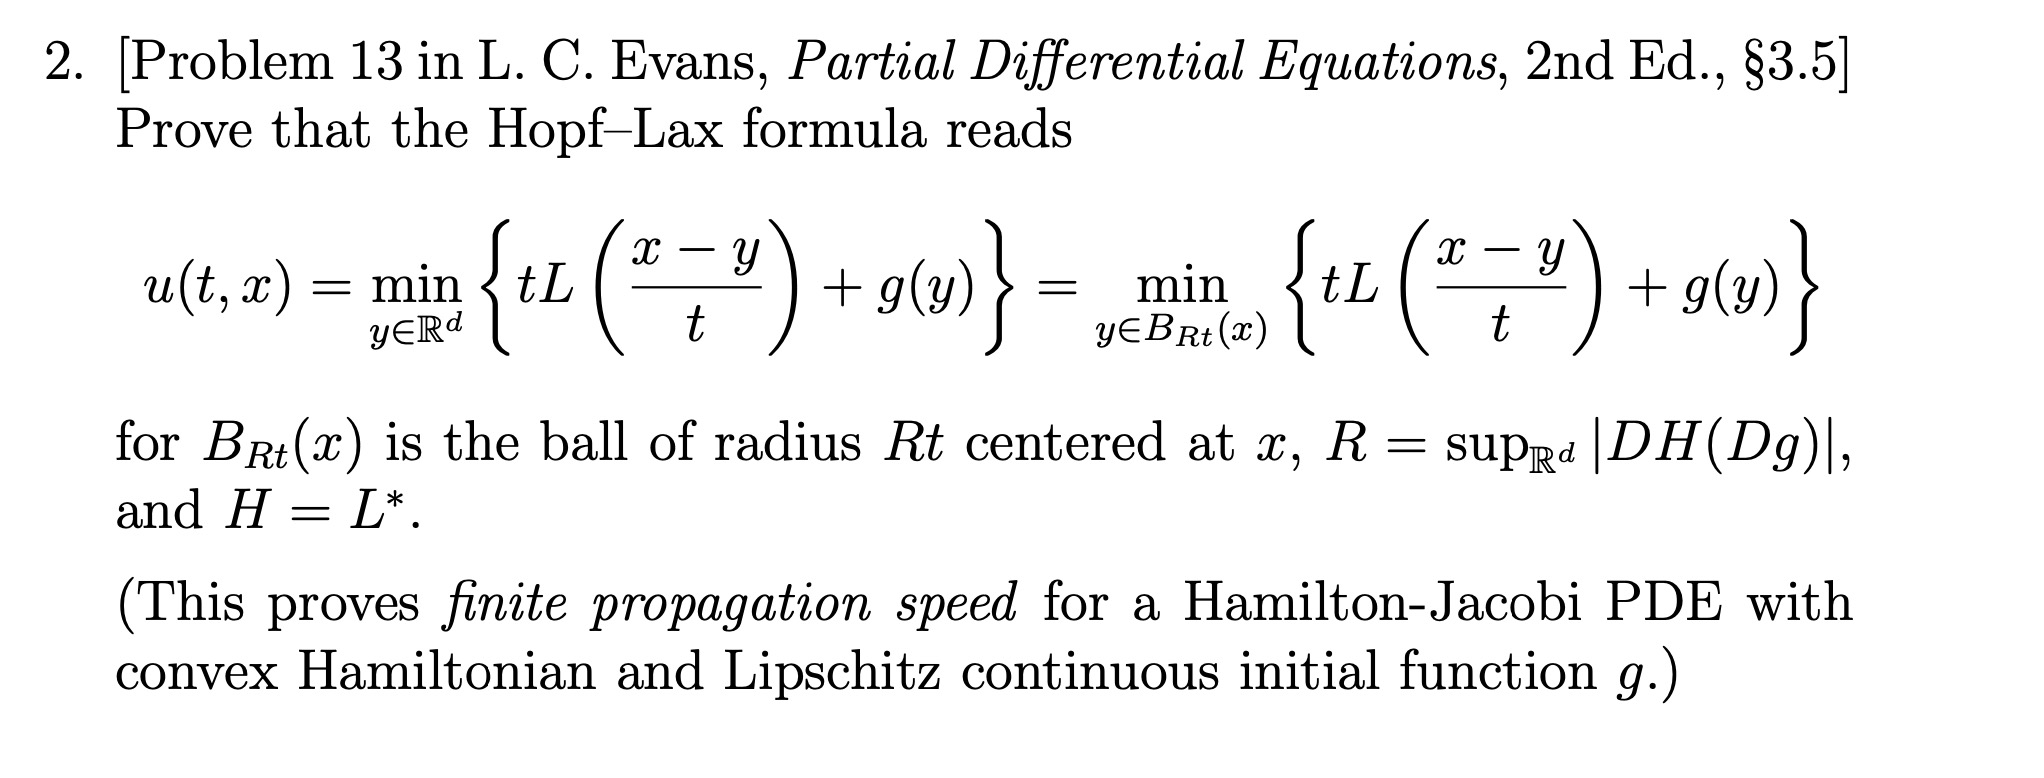 2. [Problem 13 in L. C. Evans, Partial Differential Equations, 2nd Ed., §3.5]
Prove that the Hopf–Lax formula reads
u(t, x) = min_{y∈ℝ^d} { tL ( (x − y)/t ) + g(y) } = min_{y∈B_{Rt}(x)} { tL ( (x − y)/t ) + g(y) }
for B_{Rt}(x) is the ball of radius Rt centered at x, R = sup_{ℝ^d} |DH(Dg)|,
and H = L*.
(This proves finite propagation speed for a Hamilton-Jacobi PDE with
convex Hamiltonian and Lipschitz continuous initial function g.)